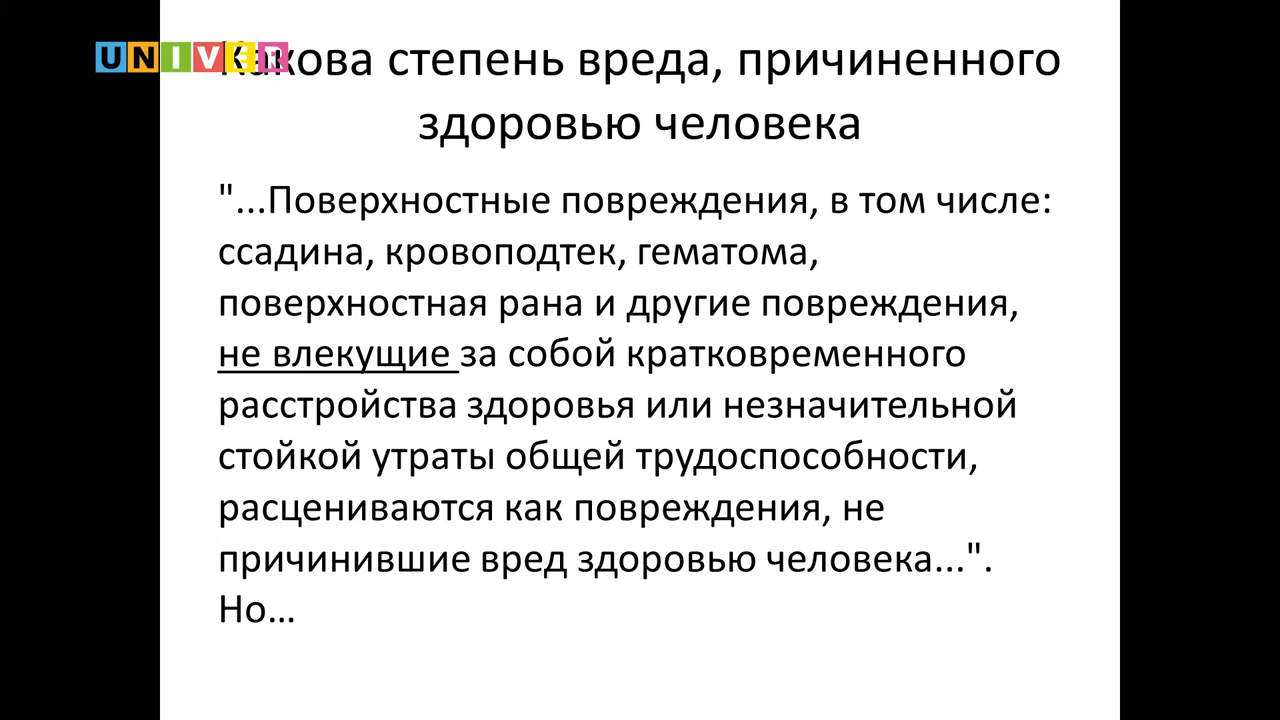 UNIVER
Какова степень вреда, причиненного
здоровью человека
"...Поверхностные повреждения, в том числе:
ссадина, кровоподтек, гематома,
поверхностная рана и другие повреждения,
не влекущие за собой кратковременного
расстройства здоровья или незначительной
стойкой утраты общей трудоспособности,
расцениваются как повреждения, не
причинившие вред здоровью человека...".
Но...